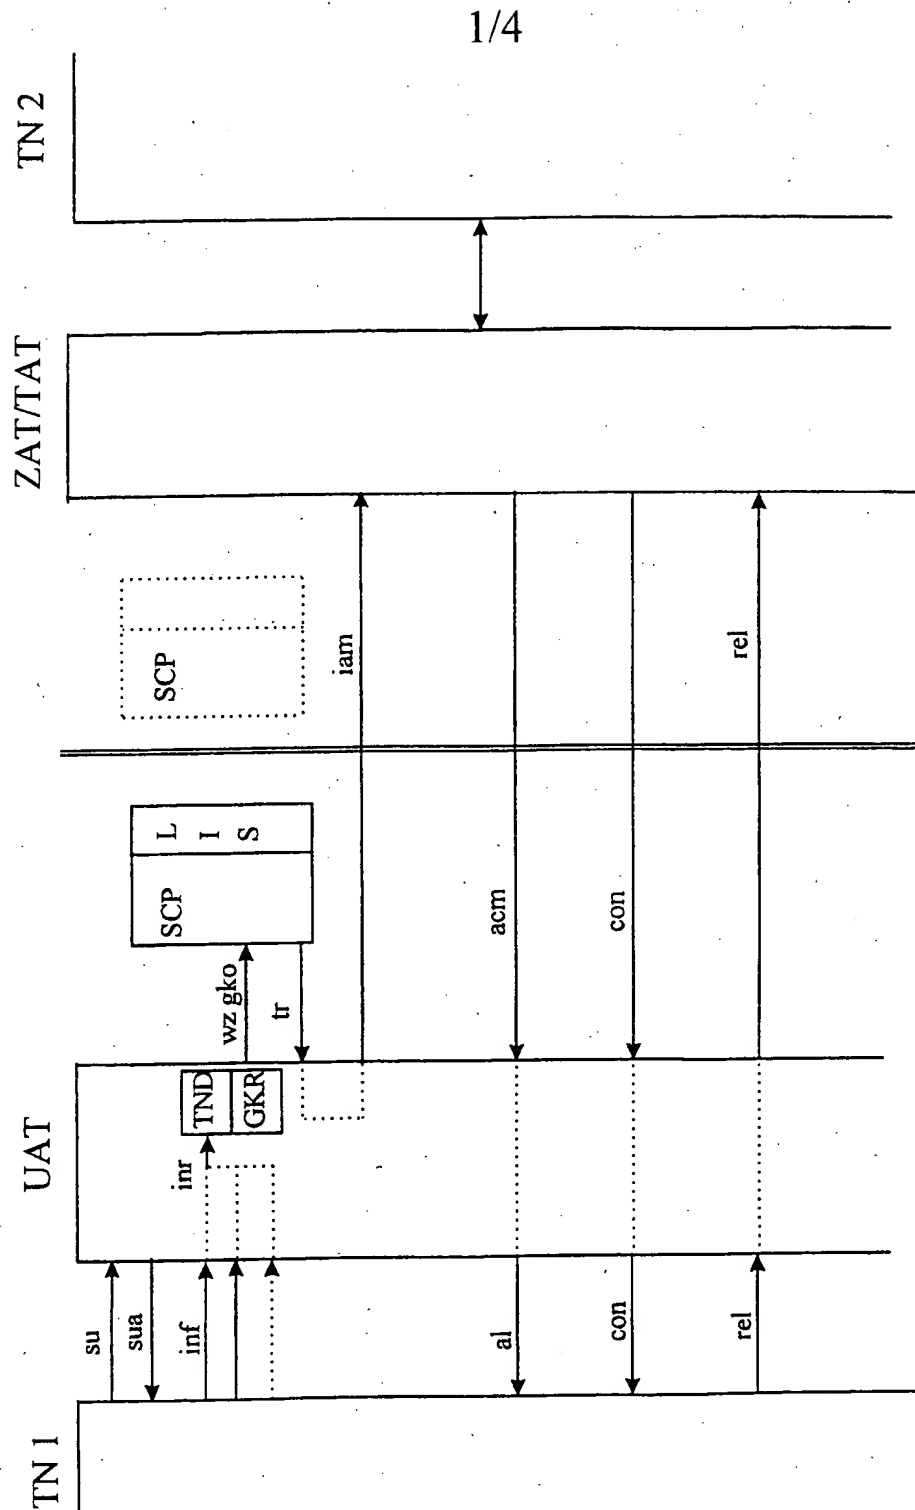 1/4
TN 1
UAT
ZAT/TAT
TN 2
su
sua
inf
inr
TND
GKR
wz gko
tr
SCP
L
I
S
SCP
iam
al
acm
con
con
rel
rel